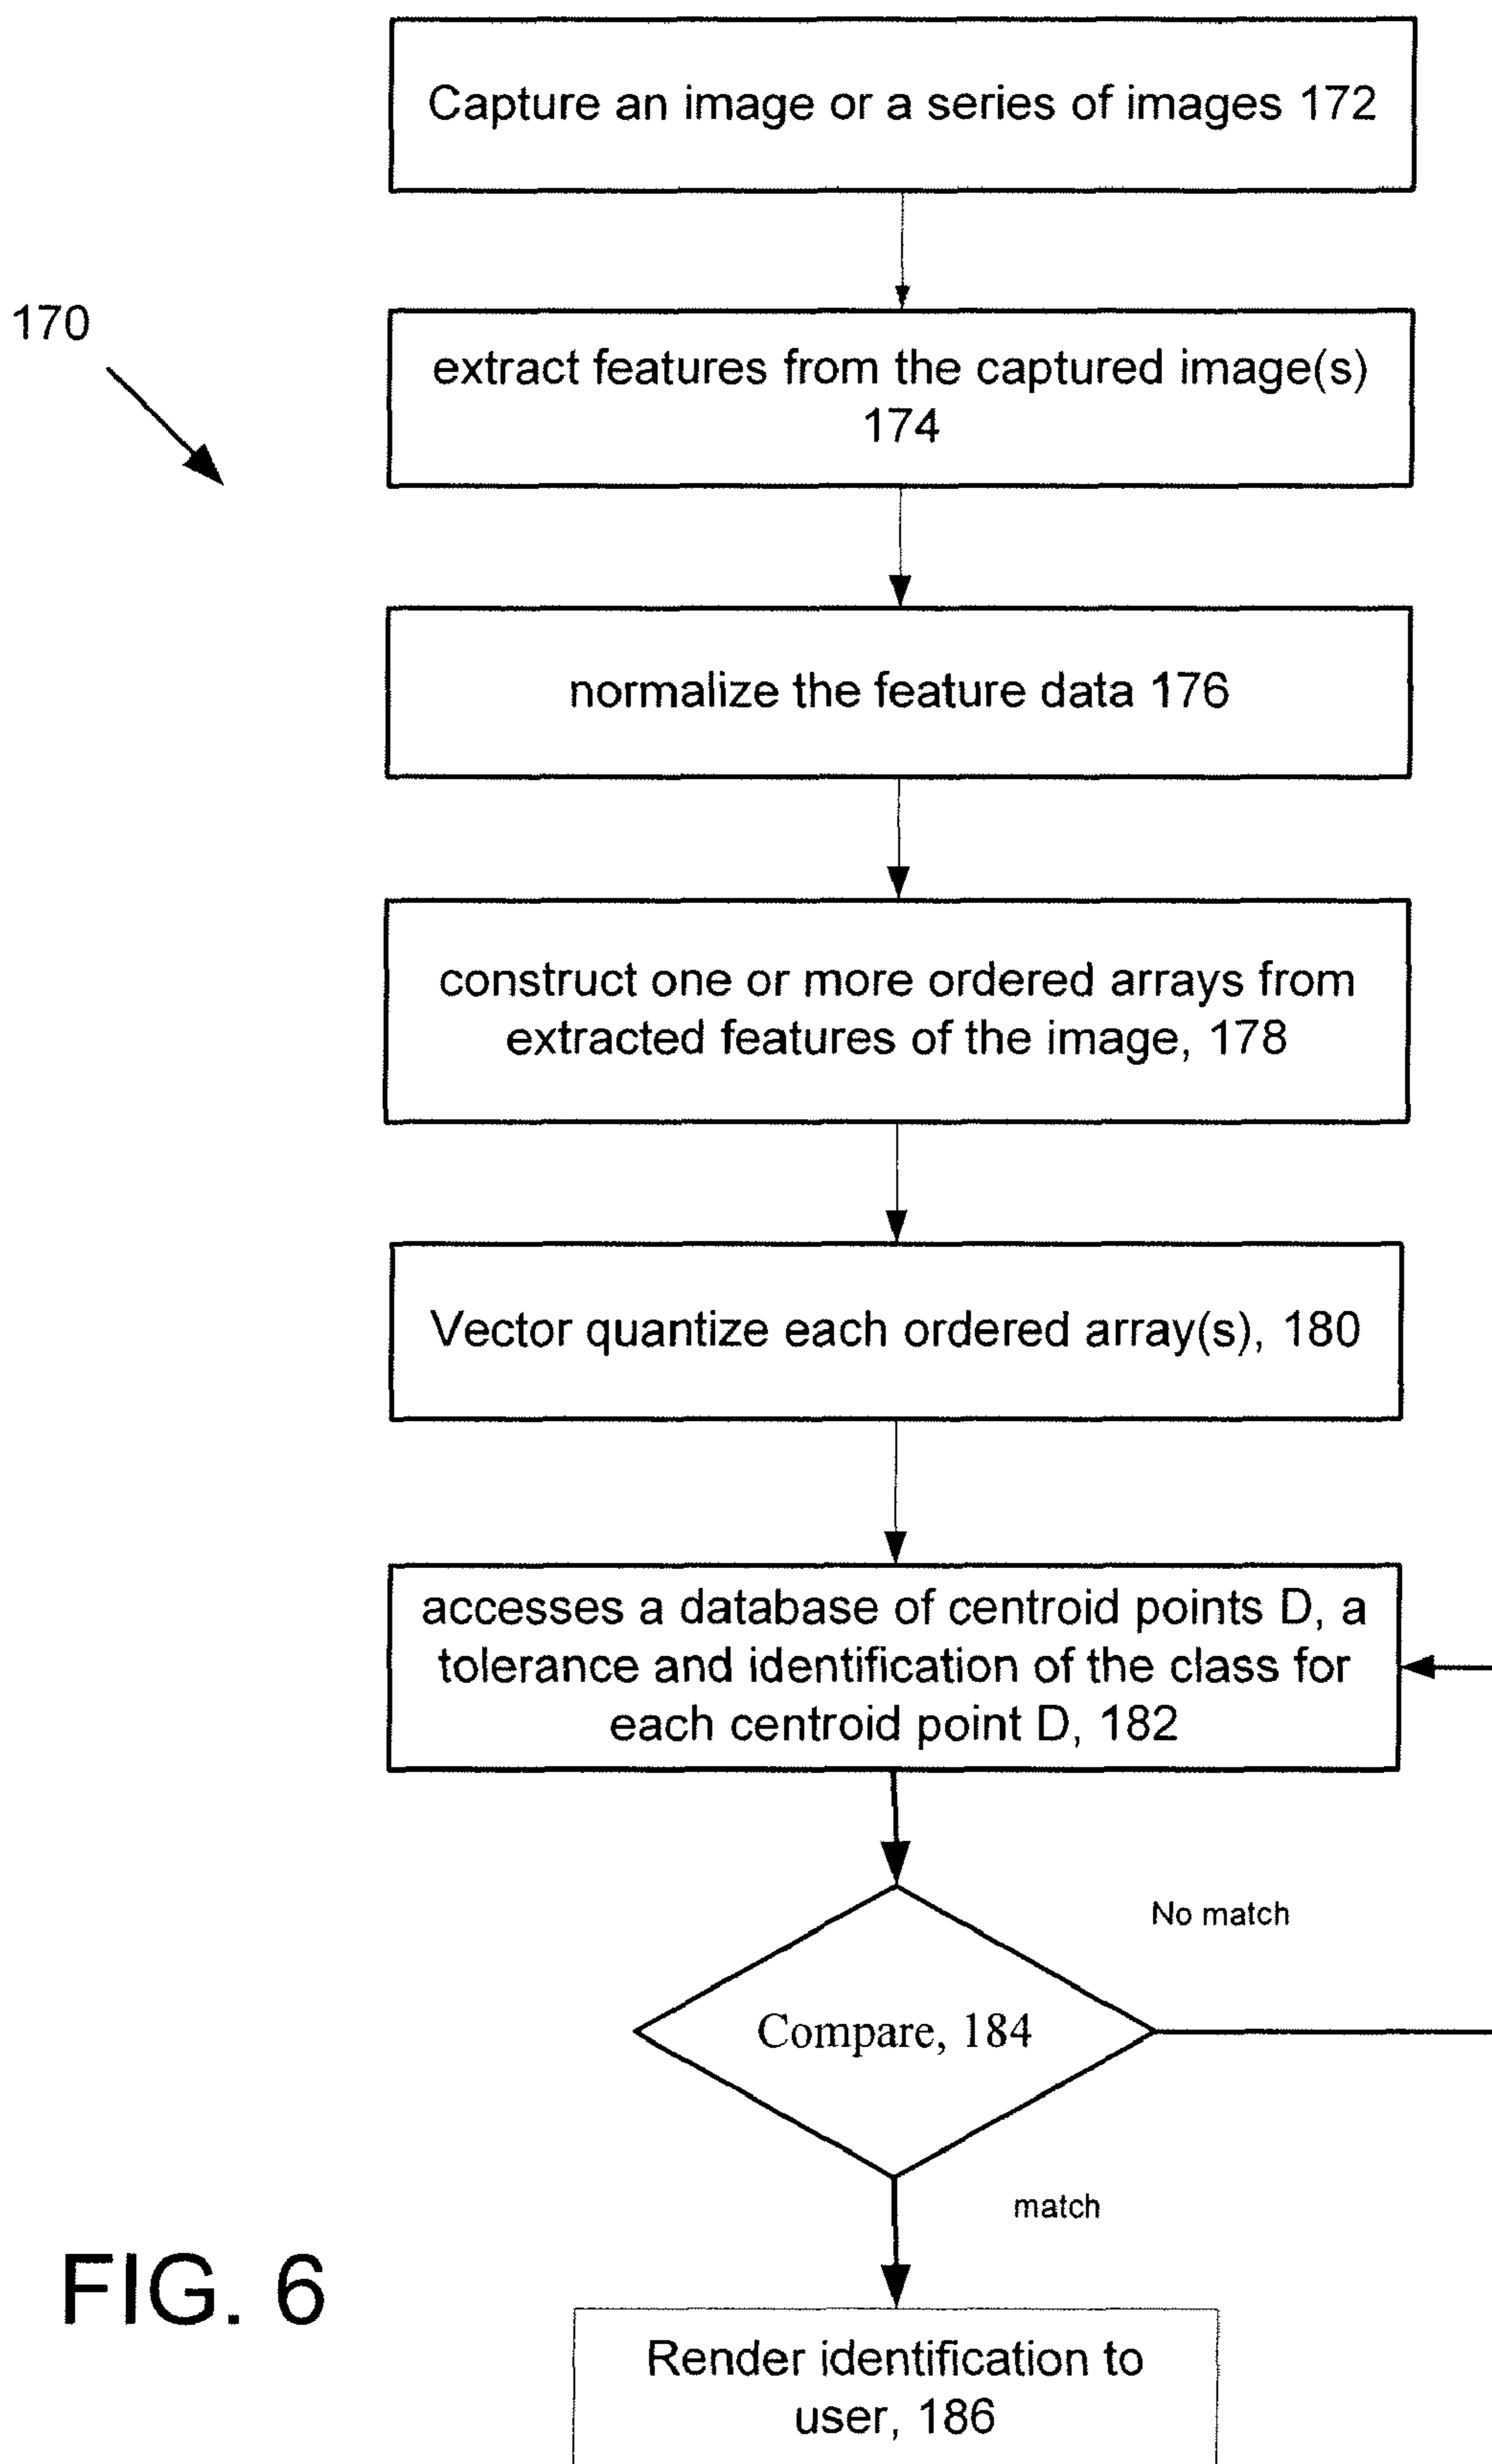 Capture an image or a series of images 172
170
extract features from the captured image(s)
174
normalize the feature data 176
construct one or more ordered arrays from
extracted features of the image, 178
Vector quantize each ordered array(s), 180
accesses a database of centroid points D, a
tolerance and identification of the class for
each centroid point D, 182
No match
Compare, 184
match
FIG. 6
Render identification to
user, 186